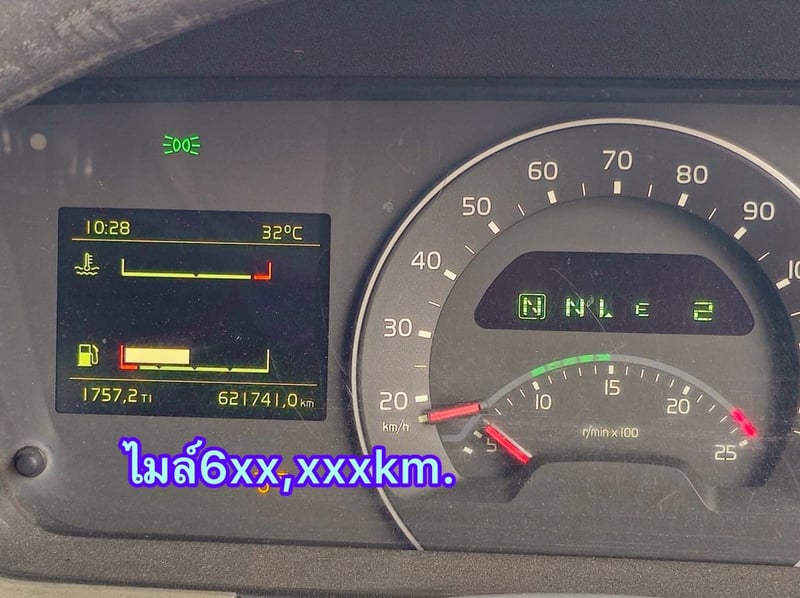 10:28 32°C
1757,2 T1 621741,0 km
ไมล์6xx,xxxkm.
20 30 40 50 60 70 80 90
km/h
N N L E 2
5 10 15 20 25
r/min x 100